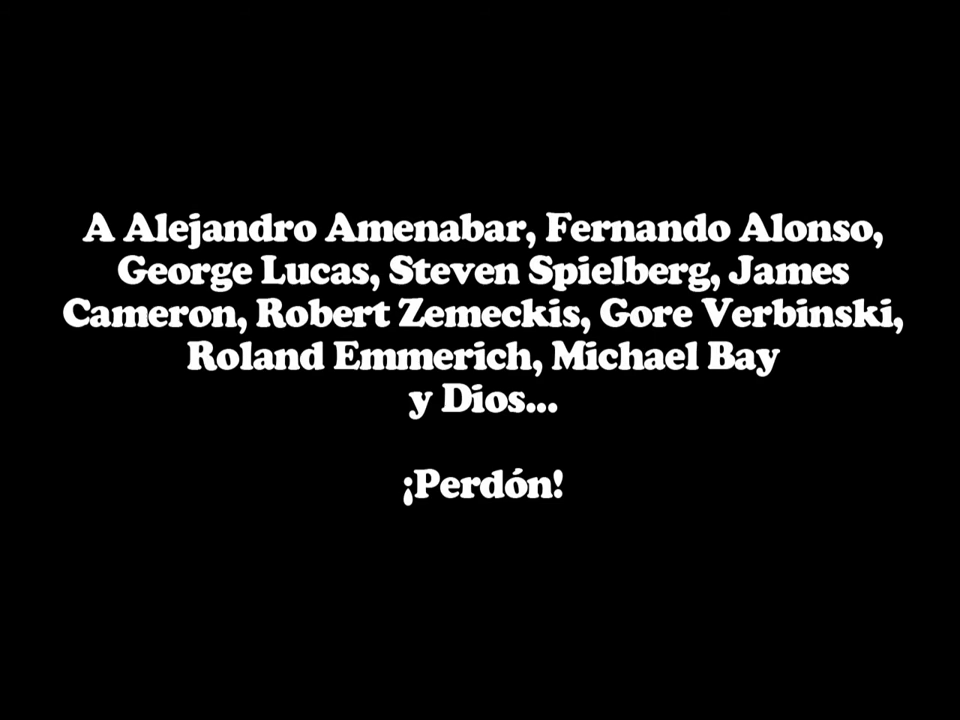 A Alejandro Amenabar, Fernando Alonso,
George Lucas, Steven Spielberg, James
Cameron, Robert Zemeckis, Gore Verbinski,
Roland Emmerich, Michael Bay
y Dios...
¡Perdón!